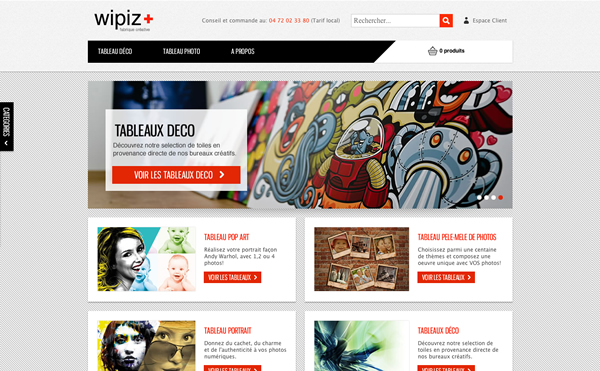 wipiz+
fabrique créative
Conseil et commande au: 04 72 02 33 80 (Tarif local)
Rechercher...
Espace Client
TABLEAU DÉCO
TABLEAU PHOTO
A PROPOS
0 produits
CATEGORIES
TABLEAUX DECO
Découvrez notre selection de toiles en
provenance directe de nos bureaux créatifs.
VOIR LES TABLEAUX DECO
TABLEAU POP ART
Réalisez votre portrait façon
Andy Warhol, avec 1,2 ou 4
photos!
VOIR LES TABLEAUX
TABLEAU PELE-MELE DE PHOTOS
Choisissez parmi une centaine
de thèmes et composez une
oeuvre unique avec VOS photos!
VOIR LES TABLEAUX
TABLEAU PORTRAIT
Donnez du cachet, du charme
et de l'authenticité à vos photos
numériques.
VOIR LES TABLEAUX
TABLEAUX DÉCO
Découvrez notre sélection de
toiles en provenance directe de
nos bureaux créatifs.
VOIR LES TABLEAUX